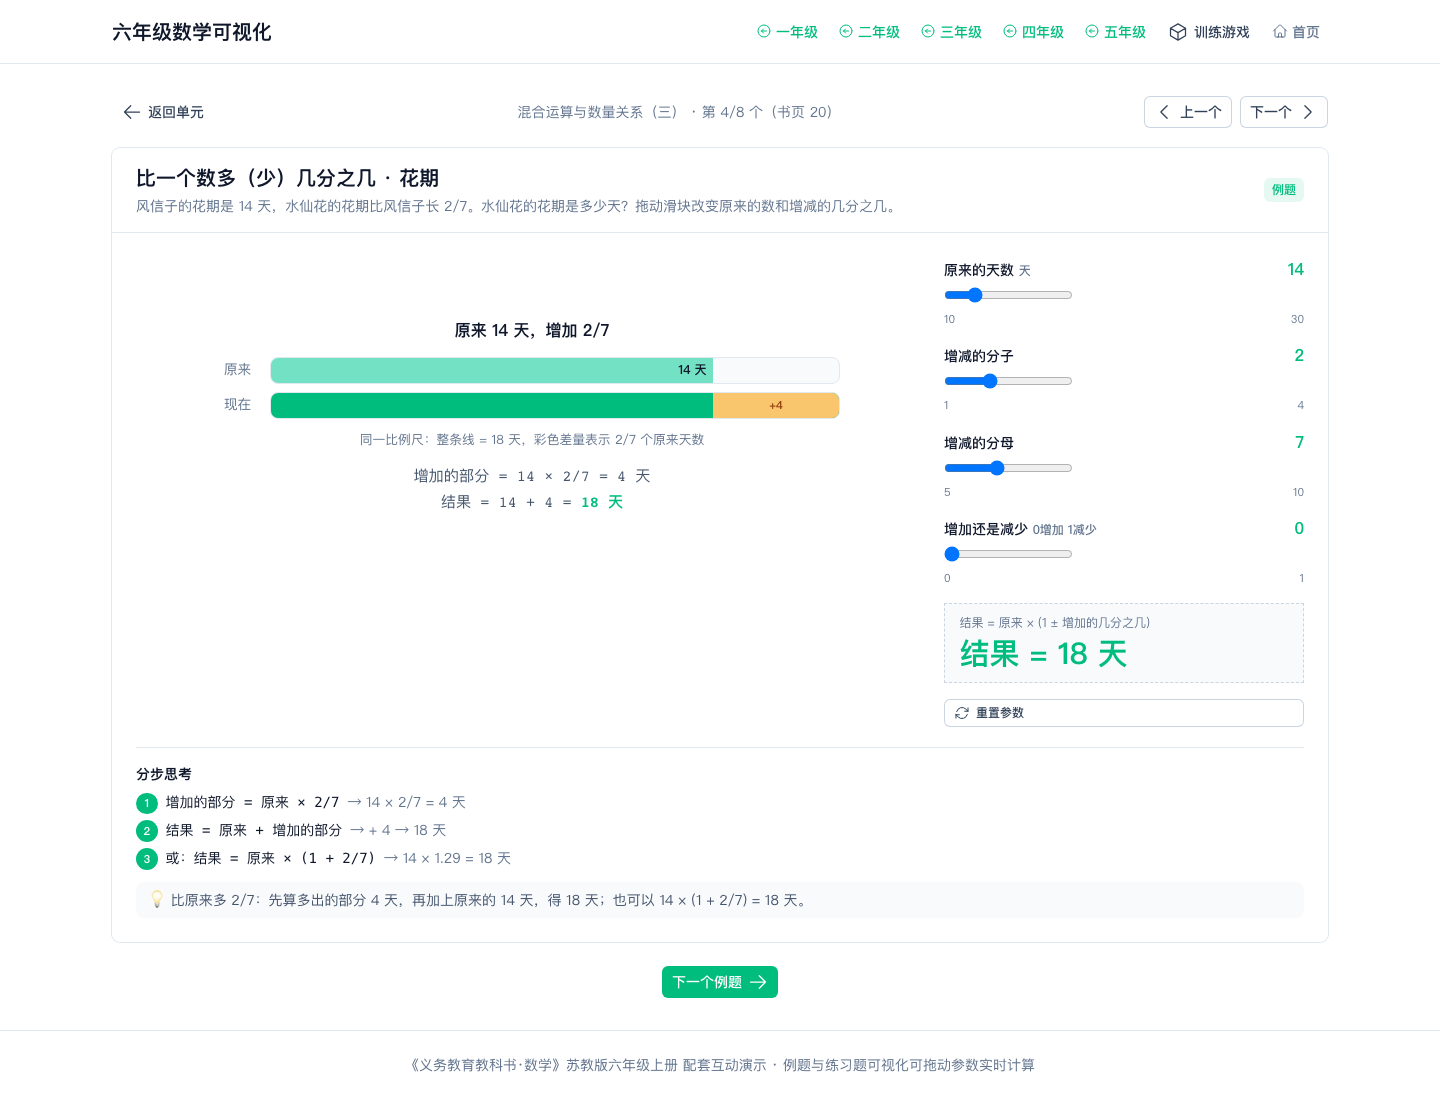 六年级数学可视化
一年级 二年级 三年级 四年级 五年级 训练游戏 首页
返回单元
混合运算与数量关系（三） · 第 4/8 个（书页 20）
上一个 下一个
比一个数多（少）几分之几 · 花期
风信子的花期是 14 天，水仙花的花期比风信子长 2/7。水仙花的花期是多少天？拖动滑块改变原来的数和增减的几分之几。
例题
原来 14 天，增加 2/7
原来 14 天
现在 +4
同一比例尺：整条线 = 18 天，彩色差量表示 2/7 个原来天数
增加的部分 = 14 × 2/7 = 4 天
结果 = 14 + 4 = 18 天
原来的天数 天 14
10 30
增减的分子 2
1 4
增减的分母 7
5 10
增加还是减少 0增加 1减少 0
0 1
结果 = 原来 × (1 ± 增加的几分之几)
结果 = 18 天
重置参数
分步思考
1 增加的部分 = 原来 × 2/7 → 14 × 2/7 = 4 天
2 结果 = 原来 + 增加的部分 → + 4 → 18 天
3 或：结果 = 原来 × (1 + 2/7) → 14 × 1.29 = 18 天
💡 比原来多 2/7：先算多出的部分 4 天，再加上原来的 14 天，得 18 天；也可以 14 × (1 + 2/7) = 18 天。
下一个例题 →
《义务教育教科书·数学》苏教版六年级上册 配套互动演示 · 例题与练习题可视化可拖动参数实时计算